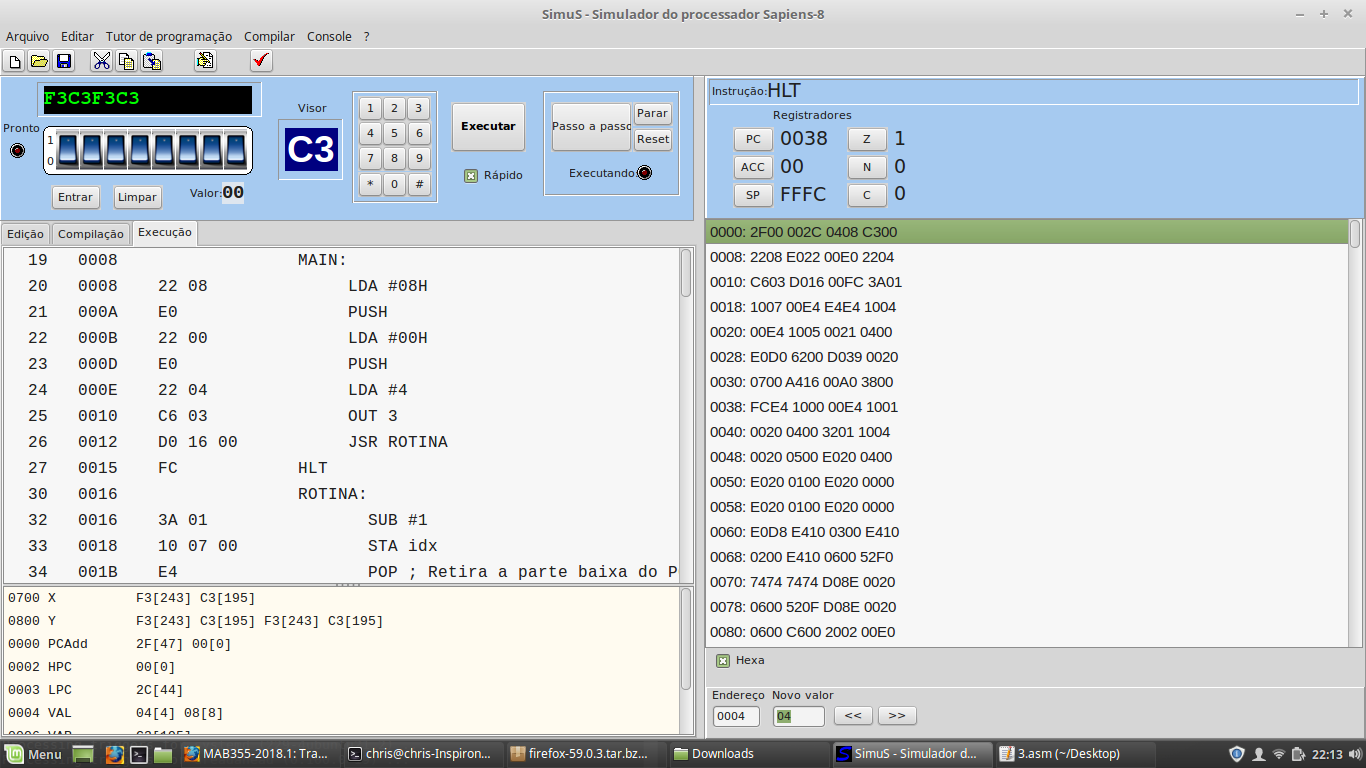 SimuS - Simulador do processador Sapiens-8
Arquivo Editar Tutor de programação Compilar Console ?
F3C3F3C3
Pronto
1
0
Entrar Limpar Valor: 00
Visor
C3
1 2 3
4 5 6
7 8 9
* 0 #
Executar
Rápido
Passo a passo
Parar
Reset
Executando:
Instrução: HLT
Registradores
PC 0038 Z 1
ACC 00 N 0
SP FFFC C 0
Edição Compilação Execução
19 0008 MAIN:
20 0008 22 08 LDA #08H
21 000A E0 PUSH
22 000B 22 00 LDA #00H
23 000D E0 PUSH
24 000E 22 04 LDA #4
25 0010 C6 03 OUT 3
26 0012 D0 16 00 JSR ROTINA
27 0015 FC HLT
30 0016 ROTINA:
32 0016 3A 01 SUB #1
33 0018 10 07 00 STA idx
34 001B E4 POP ; Retira a parte baixa do P
0700 X F3[243] C3[195]
0800 Y F3[243] C3[195] F3[243] C3[195]
0000 PCAdd 2F[47] 00[0]
0002 HPC 00[0]
0003 LPC 2C[44]
0004 VAL 04[4] 08[8]
0000: 2F00 002C 0408 C300
0008: 2208 E022 00E0 2204
0010: C603 D016 00FC 3A01
0018: 1007 00E4 E4E4 1004
0020: 00E4 1005 0021 0400
0028: E0D0 6200 D039 0020
0030: 0700 A416 00A0 3800
0038: FCE4 1000 00E4 1001
0040: 0020 0400 3201 1004
0048: 0020 0500 E020 0400
0050: E020 0100 E020 0000
0058: E020 0100 E020 0000
0060: E0D8 E410 0300 E410
0068: 0200 E410 0600 52F0
0070: 7474 7474 D08E 0020
0078: 0600 520F D08E 0020
0080: 0600 C600 2002 00E0
Hexa
Endereço Novo valor
0004 04 << >>
Menu MAB355-2018.1: Tra... chris@chris-Inspiron... firefox-59.0.3.tar.bz... Downloads SimuS - Simulador d... 3.asm (~/Desktop) 22:13